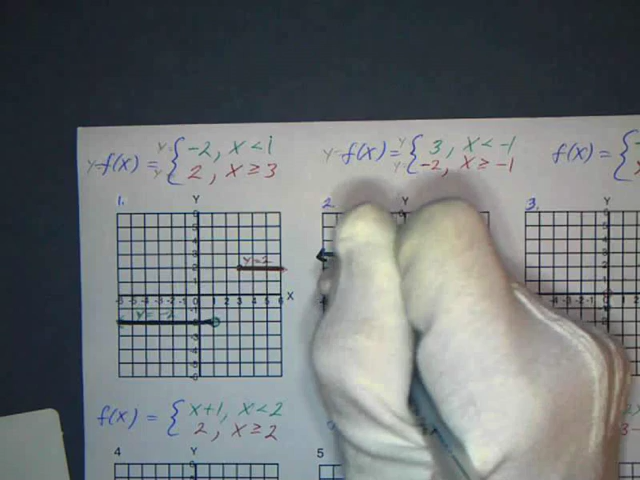 y=f(x) = { y= -2, x < 1
y= 2, x ≥ 3
y=f(x) = { y= 3, x < -1
y= -2, x ≥ -1
f(x) = {
1.
2.
3.
Y
Y
Y
y = 2
X
y = -2
f(x) = { x+1, x < 2
2, x ≥ 2
4
Y
5
Y